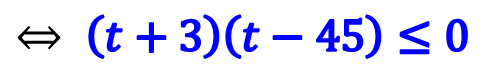 ⇔ (t + 3)(t − 45) ≤ 0